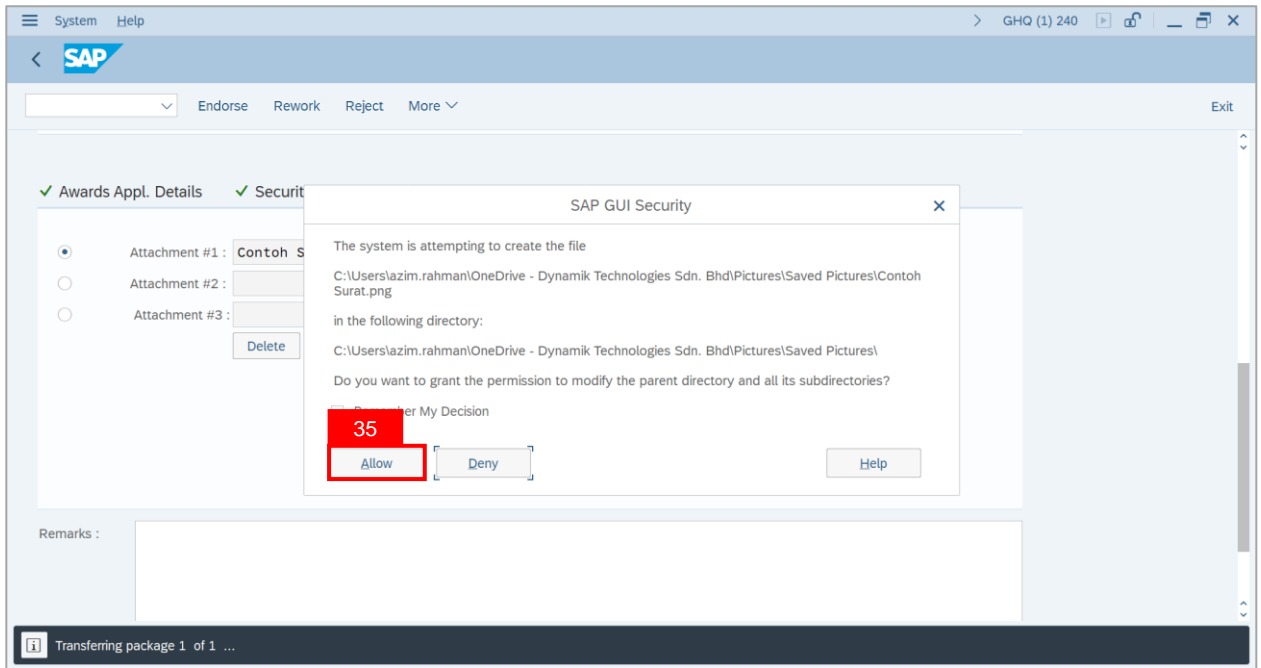 System Help
GHQ (1) 240
SAP
Endorse Rework Reject More
Exit
Awards Appl. Details
Securit
SAP GUI Security
The system is attempting to create the file
C:\Users\azim.rahman\OneDrive - Dynamik Technologies Sdn. Bhd\Pictures\Saved Pictures\Contoh
Surat.png
in the following directory:
C:\Users\azim.rahman\OneDrive - Dynamik Technologies Sdn. Bhd\Pictures\Saved Pictures\
Do you want to grant the permission to modify the parent directory and all its subdirectories?
Remember My Decision
35
Allow Deny Help
Attachment #1 : Contoh S
Attachment #2 :
Attachment #3 :
Delete
Remarks :
Transferring package 1 of 1 ...